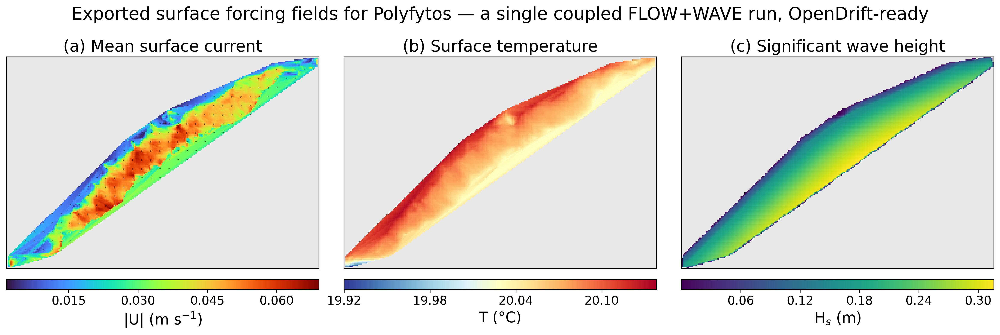 Exported surface forcing fields for Polyfytos — a single coupled FLOW+WAVE run, OpenDrift-ready
(a) Mean surface current
(b) Surface temperature
(c) Significant wave height
0.015 0.030 0.045 0.060
|U| (m s⁻¹)
19.92 19.98 20.04 20.10
T (°C)
0.06 0.12 0.18 0.24 0.30
Hₛ (m)